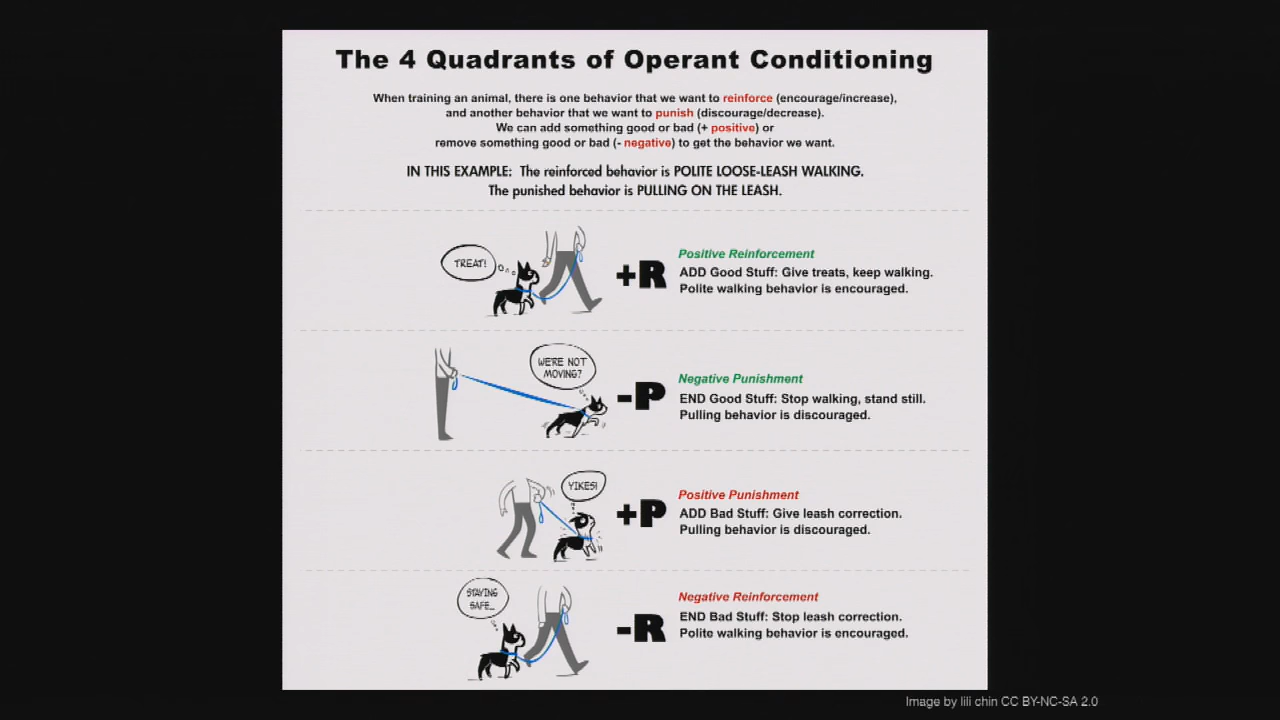 The 4 Quadrants of Operant Conditioning
When training an animal, there is one behavior that we want to reinforce (encourage/increase),
and another behavior that we want to punish (discourage/decrease).
We can add something good or bad (+ positive) or
remove something good or bad (- negative) to get the behavior we want.
IN THIS EXAMPLE: The reinforced behavior is POLITE LOOSE-LEASH WALKING.
The punished behavior is PULLING ON THE LEASH.
TREAT!
+R
Positive Reinforcement
ADD Good Stuff: Give treats, keep walking.
Polite walking behavior is encouraged.
WE'RE NOT
MOVING?
-P
Negative Punishment
END Good Stuff: Stop walking, stand still.
Pulling behavior is discouraged.
YIKES!
+P
Positive Punishment
ADD Bad Stuff: Give leash correction.
Pulling behavior is discouraged.
STAYING
SAFE...
-R
Negative Reinforcement
END Bad Stuff: Stop leash correction.
Polite walking behavior is encouraged.
Image by lili chin CC BY-NC-SA 2.0